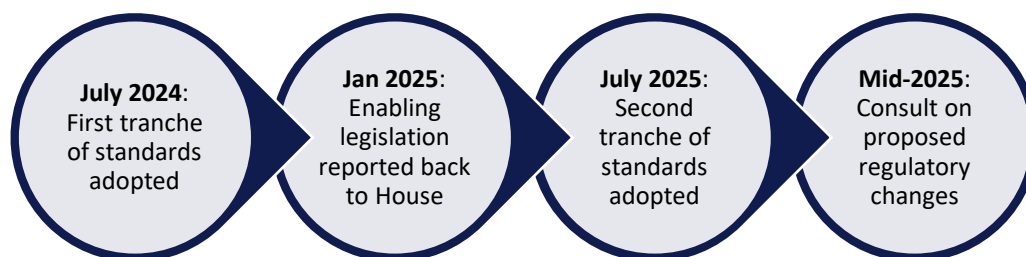 July 2024:
First tranche
of standards
adopted
Jan 2025:
Enabling
legislation
reported back
to House
July 2025:
Second
tranche of
standards
adopted
Mid-2025:
Consult on
proposed
regulatory
changes